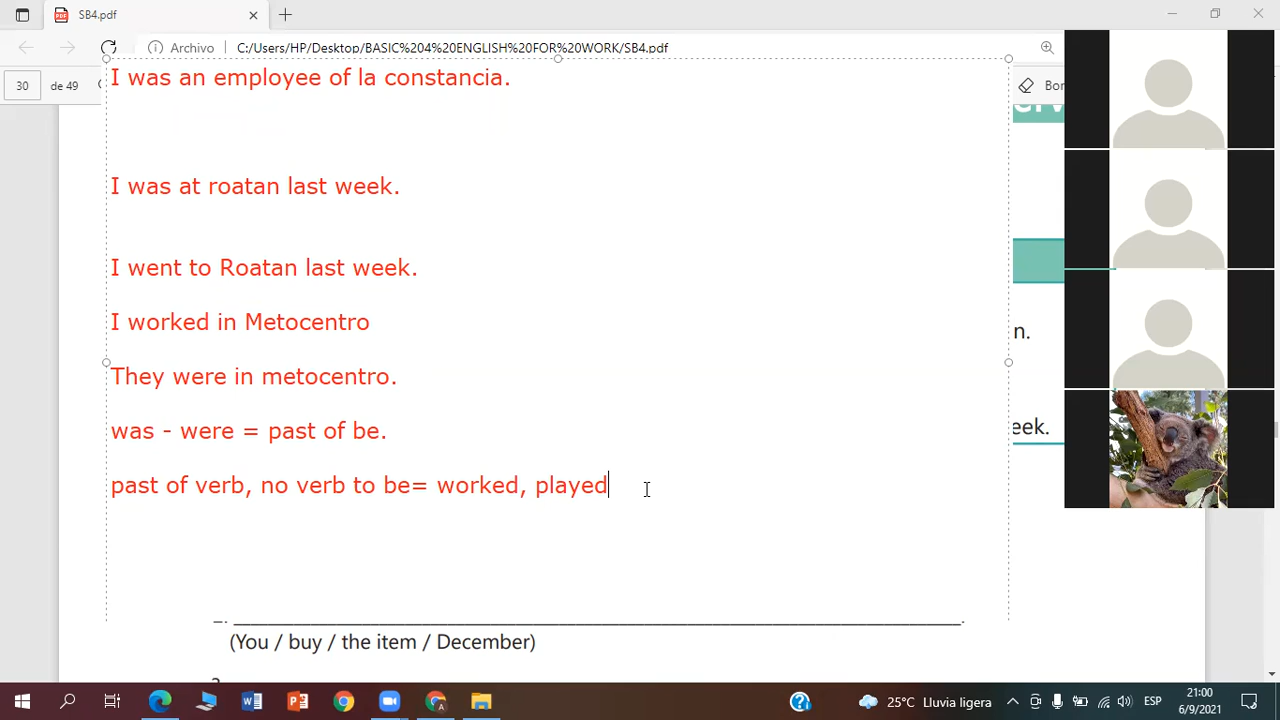 SB4.pdf
Archivo C:/Users/HP/Desktop/BASIC%204%20ENGLISH%20FOR%20WORK/SB4.pdf
30 de 49
I was an employee of la constancia.
I was at roatan last week.
I went to Roatan last week.
n.
I worked in Metocentro
They were in metocentro.
was - were = past of be.
eek.
past of verb, no verb to be= worked, played
(You / buy / the item / December)
ESP
25°C Lluvia ligera
21:00
6/9/2021